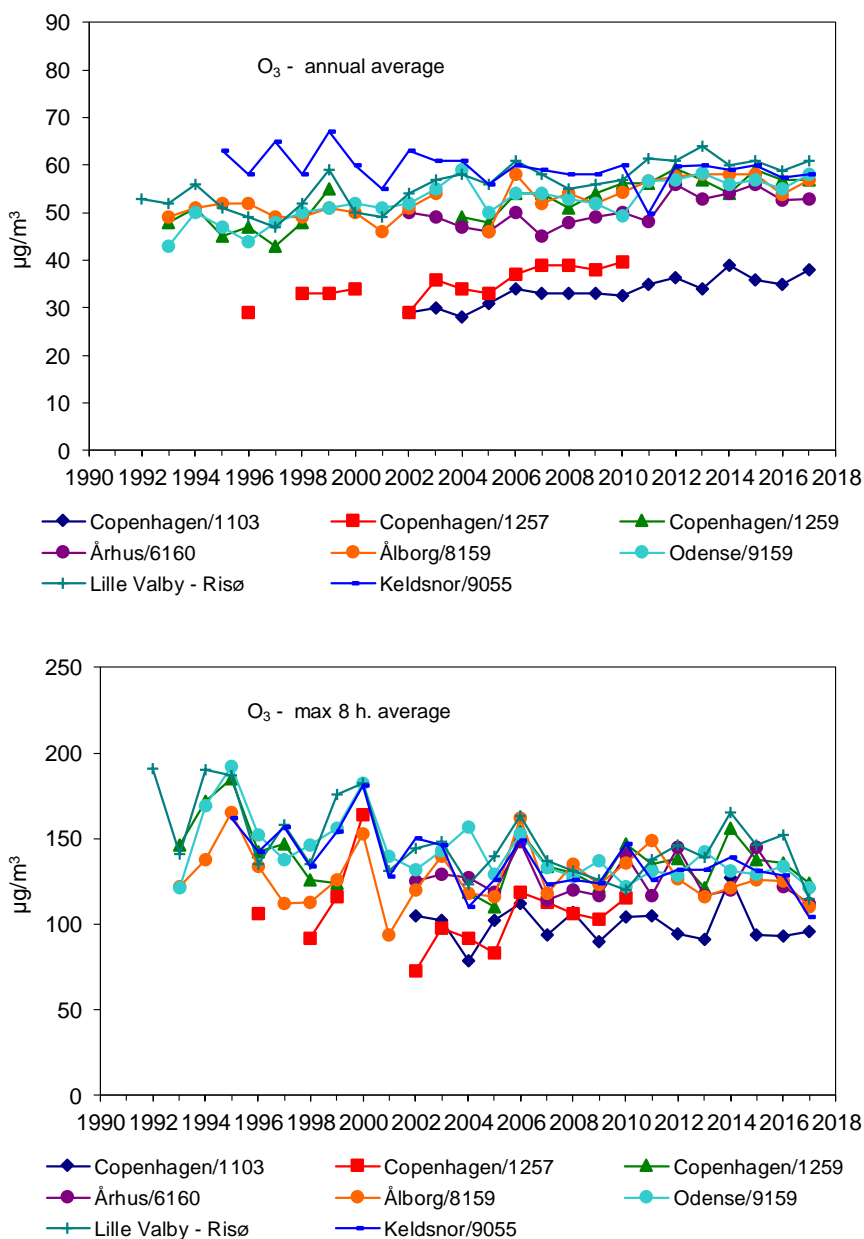 90
80
70
60
50
40
30
20
10
0
µg/m³
O₃ - annual average
1990 1992 1994 1996 1998 2000 2002 2004 2006 2008 2010 2012 2014 2016 2018
Copenhagen/1103 Copenhagen/1257 Copenhagen/1259
Århus/6160 Ålborg/8159 Odense/9159
Lille Valby - Risø Keldsnor/9055
250
200
150
100
50
0
µg/m³
O₃ - max 8 h. average
1990 1992 1994 1996 1998 2000 2002 2004 2006 2008 2010 2012 2014 2016 2018
Copenhagen/1103 Copenhagen/1257 Copenhagen/1259
Århus/6160 Ålborg/8159 Odense/9159
Lille Valby - Risø Keldsnor/9055